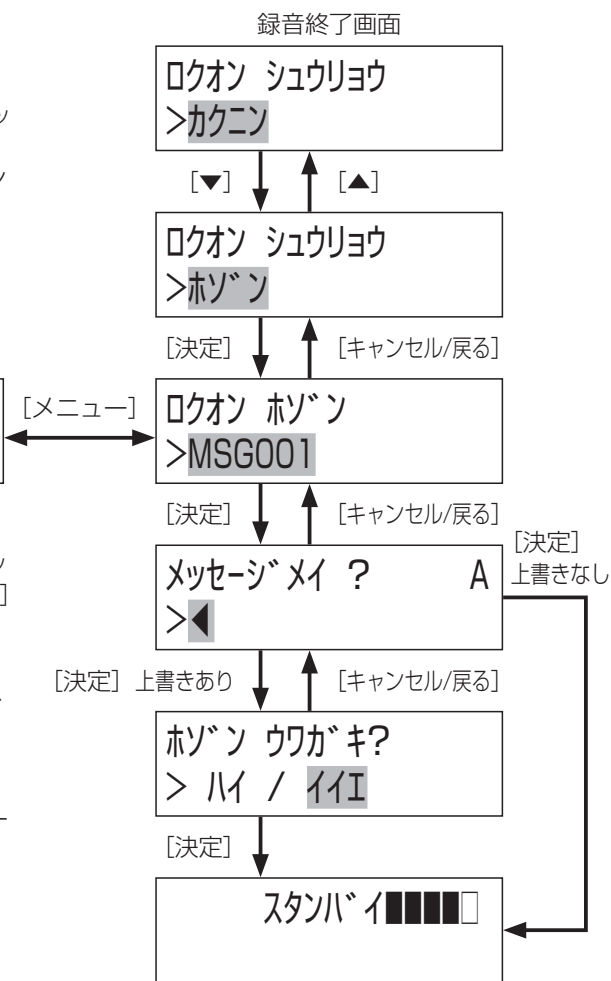 録音終了画面
ロクオン シュウリョウ
>カクニン
[▼] [▲]
ロクオン シュウリョウ
>ホゾン
[決定] [キャンセル/戻る]
[メニュー]
ロクオン ホゾン
>MSG001
[決定] [キャンセル/戻る]
[決定]
上書きなし
メッセージメイ ? A
>◀
[決定] 上書きあり [キャンセル/戻る]
ホゾン ウワガキ?
> ハイ / イイエ
[決定]
スタンバイ